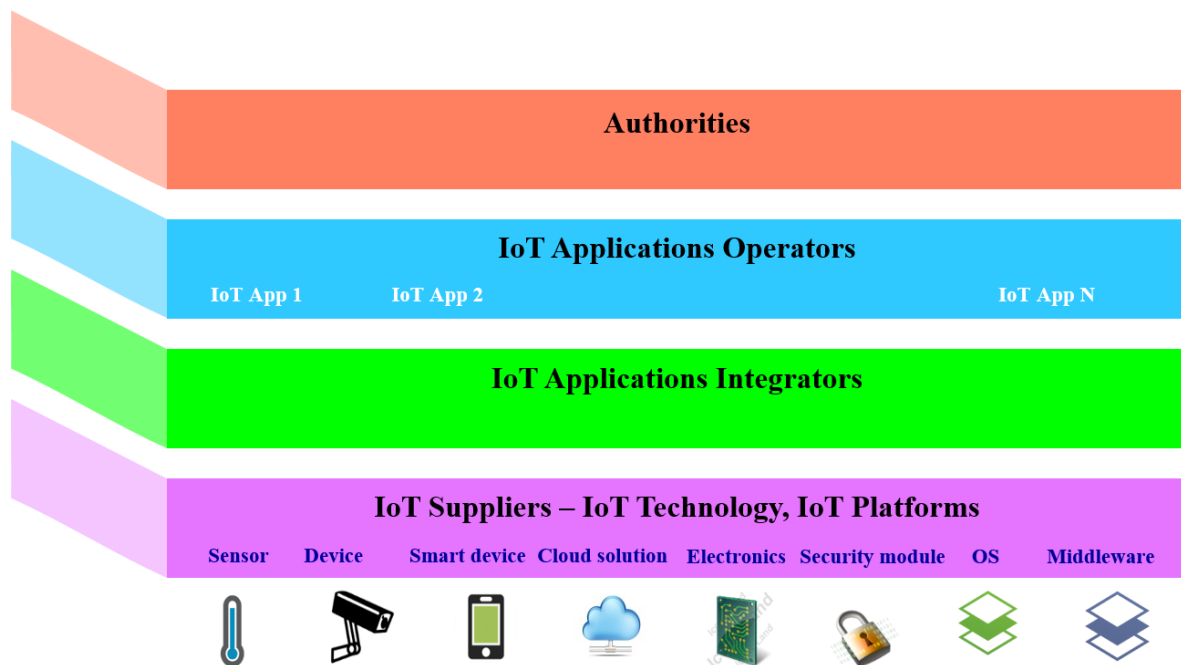 Authorities
IoT Applications Operators
IoT App 1 IoT App 2 IoT App N
IoT Applications Integrators
IoT Suppliers – IoT Technology, IoT Platforms
Sensor Device Smart device Cloud solution Electronics Security module OS Middleware